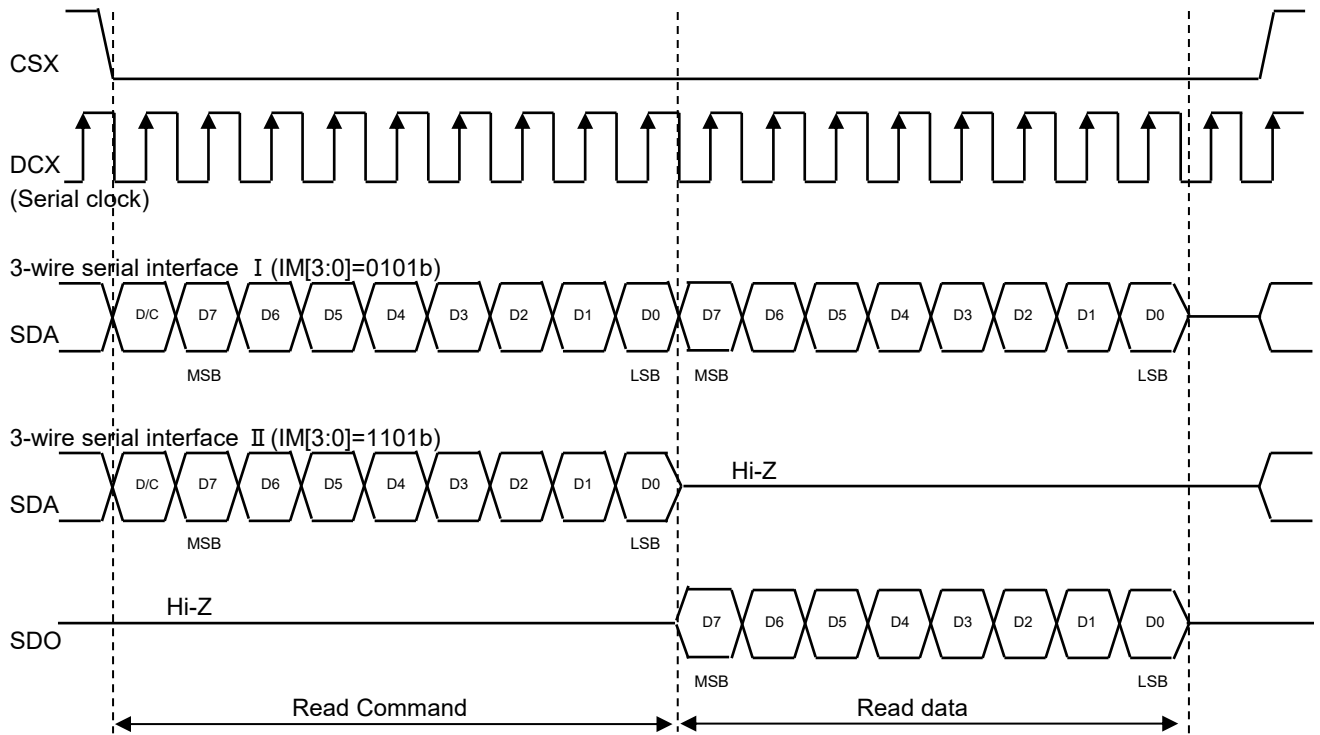 CSX
DCX
(Serial clock)
3-wire serial interface Ⅰ (IM[3:0]=0101b)
SDA
D/C D7 D6 D5 D4 D3 D2 D1 D0 D7 D6 D5 D4 D3 D2 D1 D0
MSB LSB MSB LSB
3-wire serial interface Ⅱ (IM[3:0]=1101b)
SDA
D/C D7 D6 D5 D4 D3 D2 D1 D0 Hi-Z
MSB LSB
Hi-Z
SDO
D7 D6 D5 D4 D3 D2 D1 D0
MSB LSB
Read Command Read data